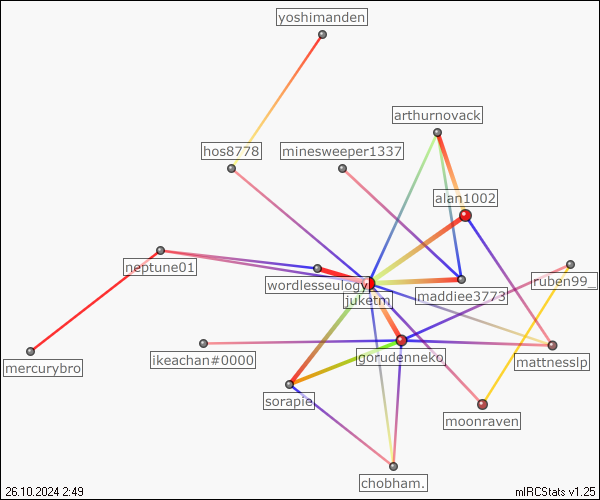 yoshimanden
arthurnovack
hos8778
minesweeper1337
alan1002
neptune01
wordlesseulogy
juketm
maddiee3773
ruben99_
mercurybro
ikeachan#0000
gorudenneko
mattnesslp
sorapie
moonraven
chobham.
26.10.2024 2:49
mIRCStats v1.25